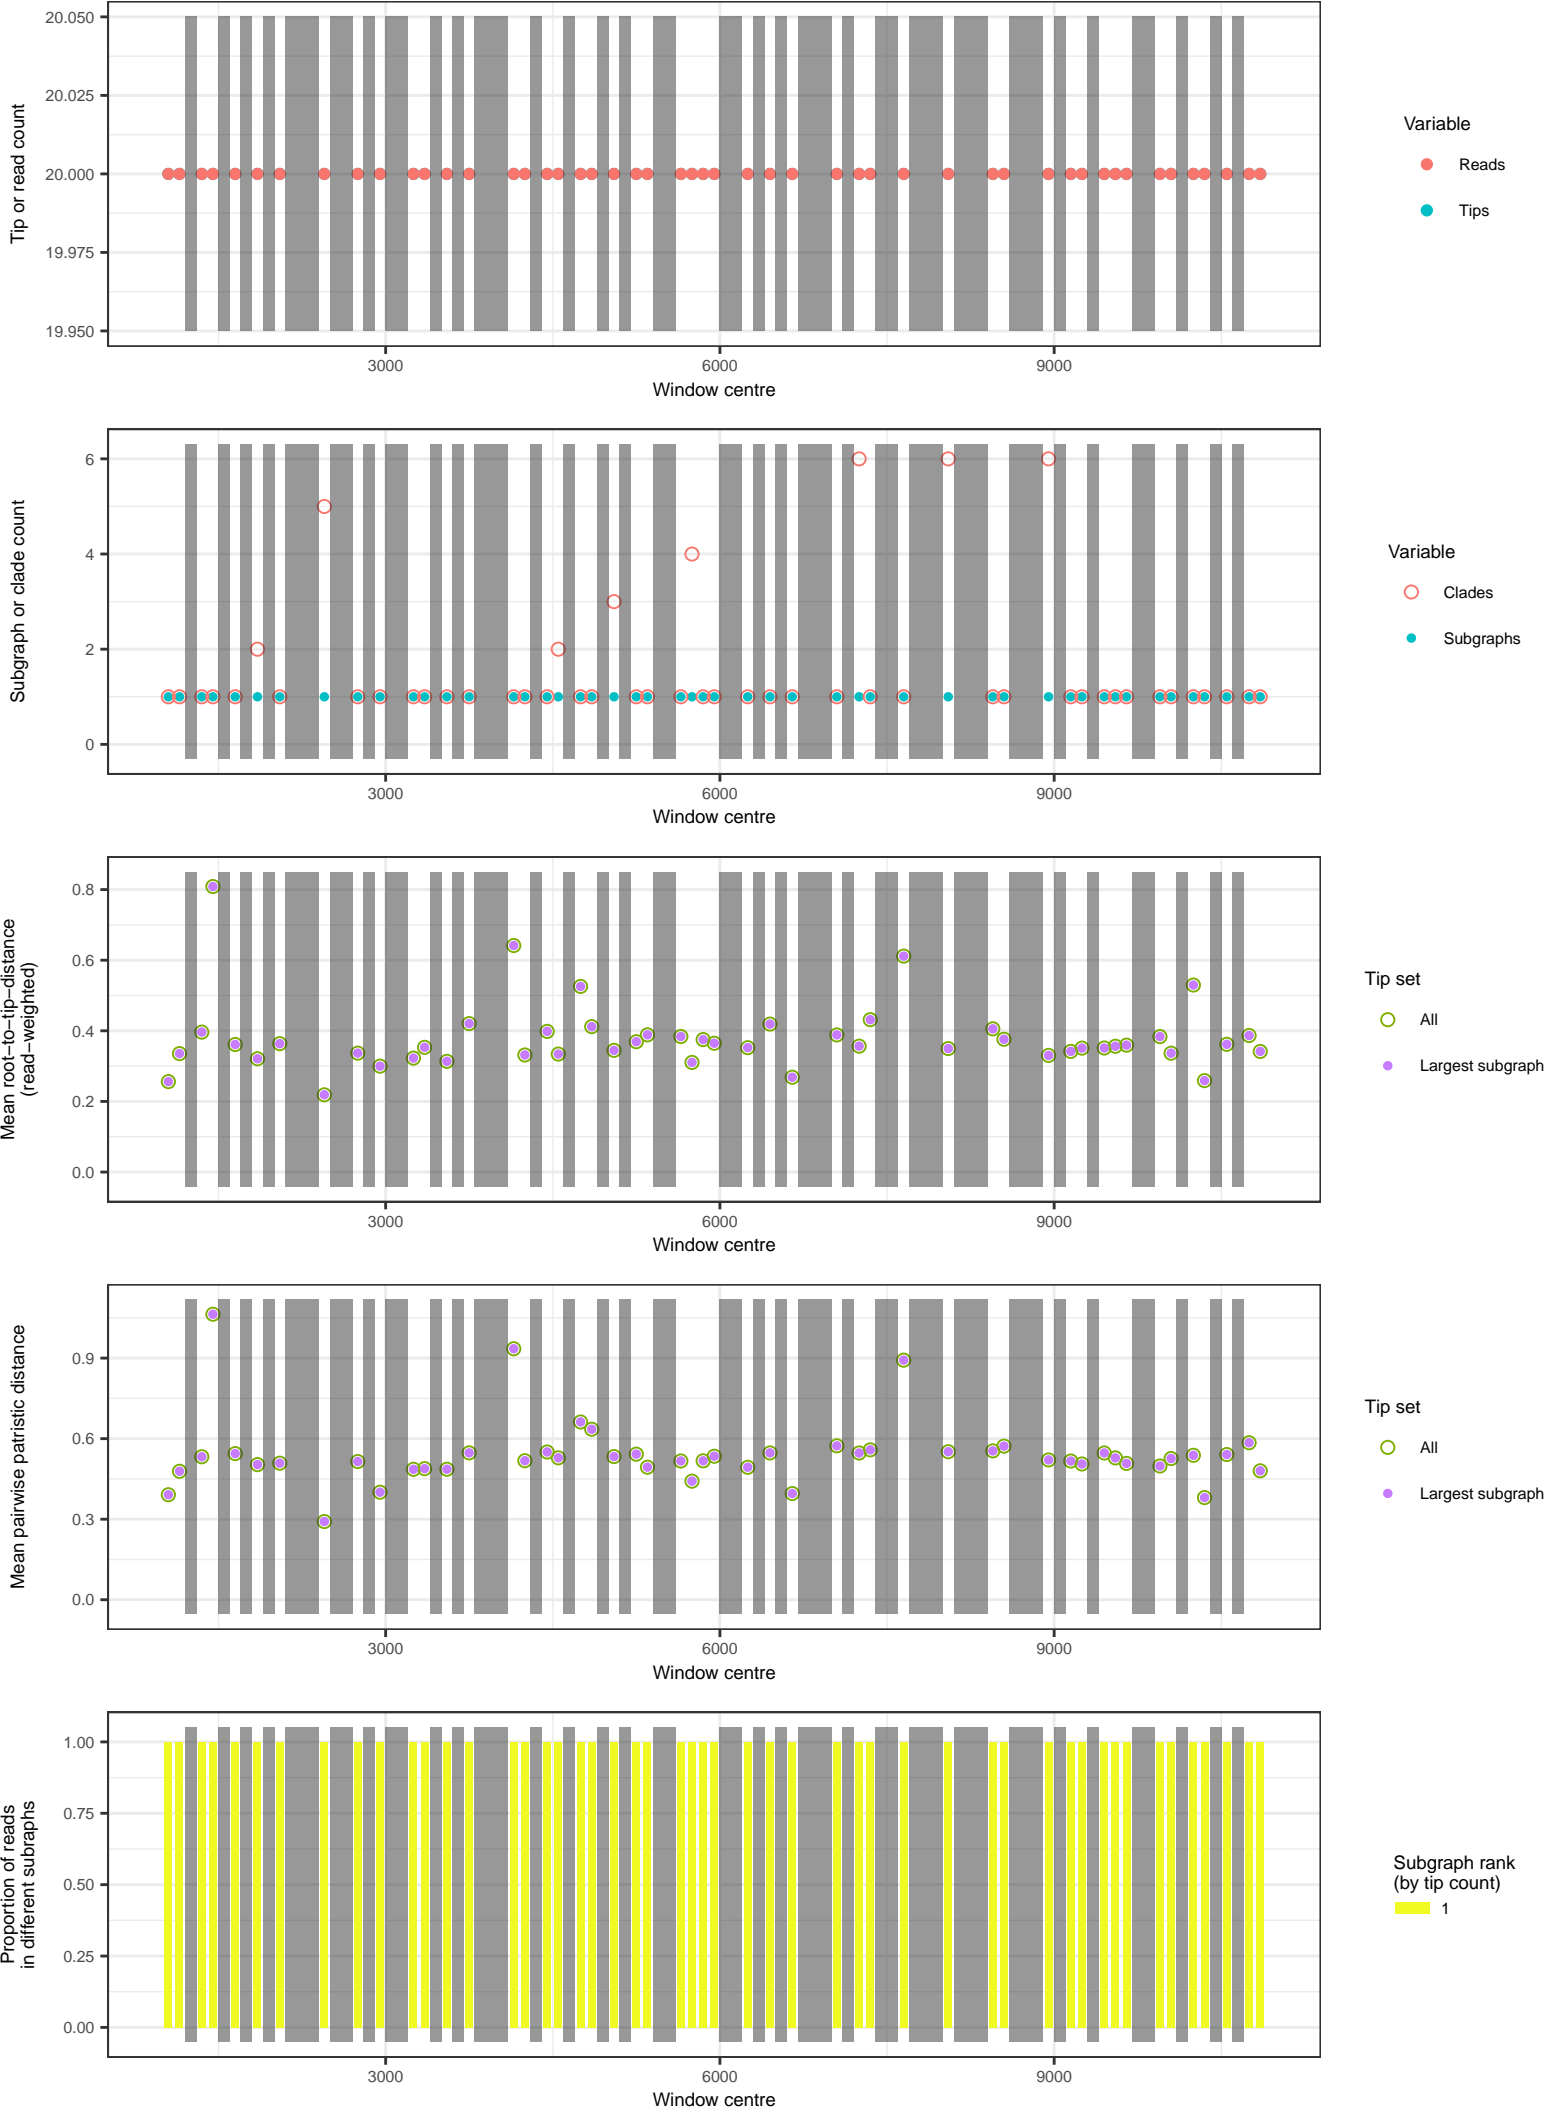 20.050
20.025
20.000
19.975
19.950
Tip or read count
3000 6000 9000
Window centre
Variable
Reads
Tips
6
4
2
0
Subgraph or clade count
3000 6000 9000
Window centre
Variable
Clades
Subgraphs
0.8
0.6
0.4
0.2
0.0
Mean root−to−tip−distance
(read−weighted)
3000 6000 9000
Window centre
Tip set
All
Largest subgraph
0.9
0.6
0.3
0.0
Mean pairwise patristic distance
3000 6000 9000
Window centre
Tip set
All
Largest subgraph
1.00
0.75
0.50
0.25
0.00
Proportion of reads
in different subraphs
3000 6000 9000
Window centre
Subgraph rank
(by tip count)
1